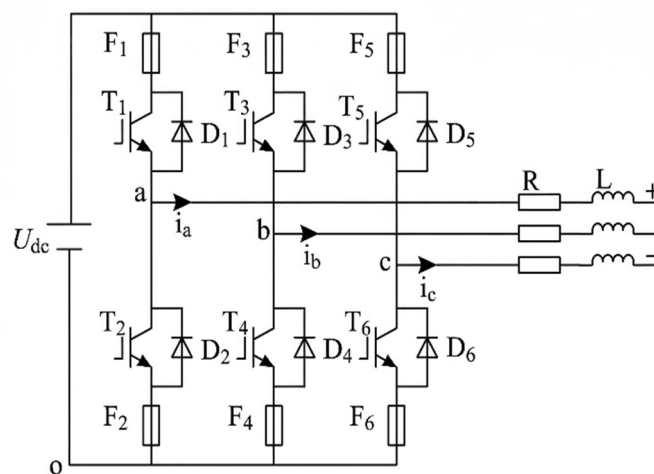 F1 F3 F5
T1 T3 T5
D1 D3 D5
a R L +
ia
Udc b ib
c ic −
T2 T4 T6
D2 D4 D6
F2 F4 F6
o